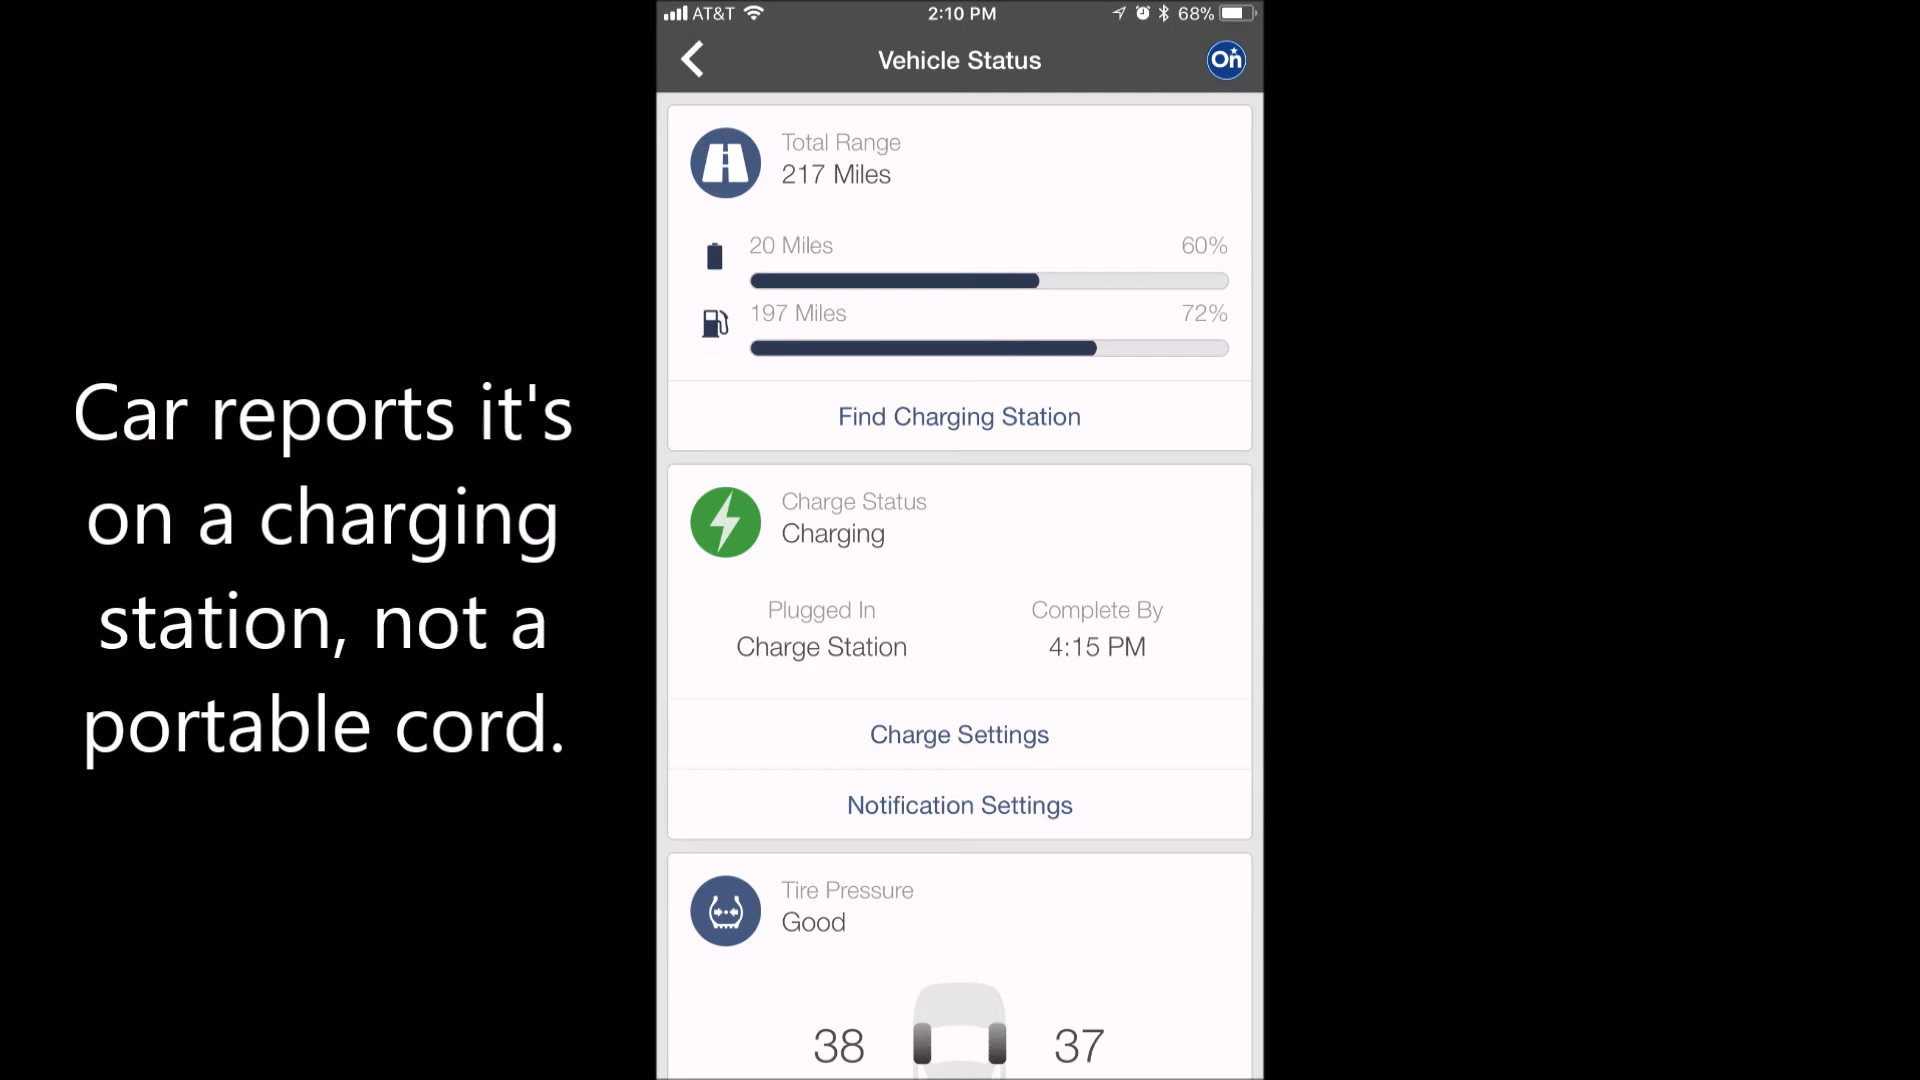 AT&T 2:10 PM 68%
Vehicle Status On
Total Range
217 Miles
20 Miles 60%
197 Miles 72%
Find Charging Station
Car reports it's
on a charging
station, not a
portable cord.
Charge Status
Charging
Plugged In Complete By
Charge Station 4:15 PM
Charge Settings
Notification Settings
Tire Pressure
Good
38 37